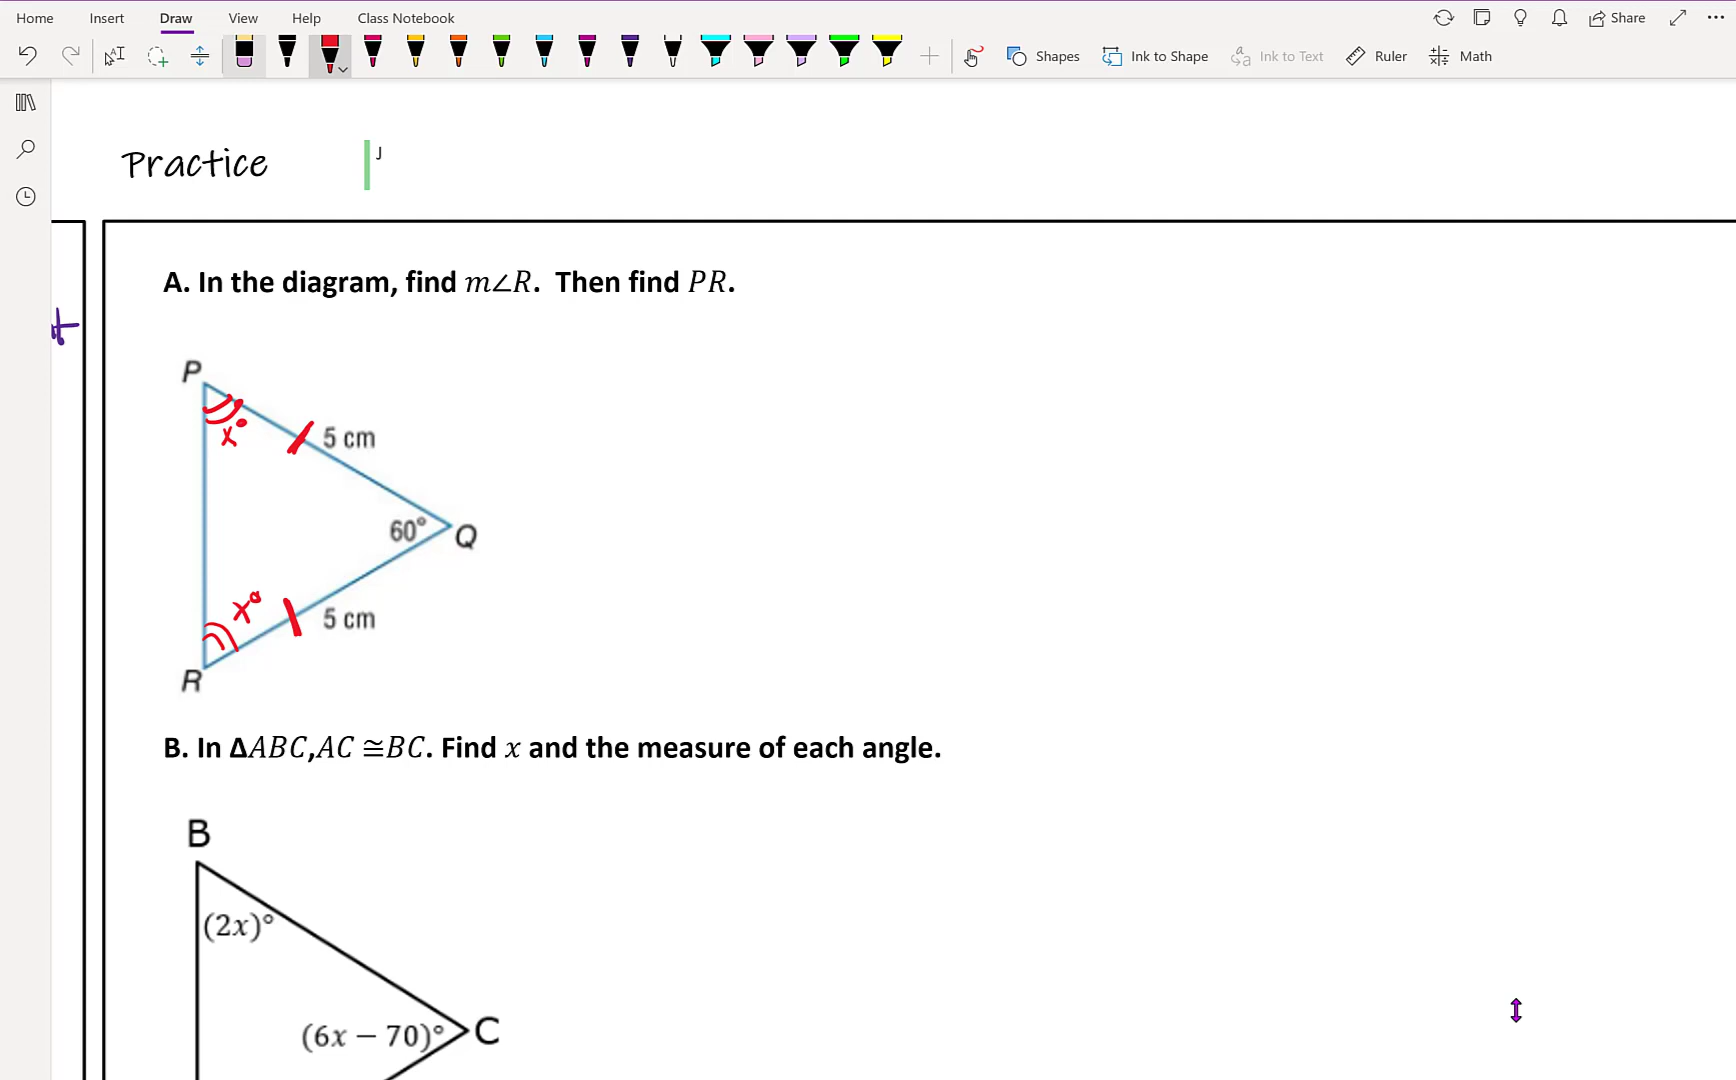 Home Insert Draw View Help Class Notebook Share
Shapes Ink to Shape Ink to Text Ruler Math
Practice
J
A. In the diagram, find m∠R. Then find PR.
P
x°
5 cm
60°
Q
x°
5 cm
R
B. In ∆ABC,AC ≅BC. Find x and the measure of each angle.
B
(2x)°
(6x − 70)°
C